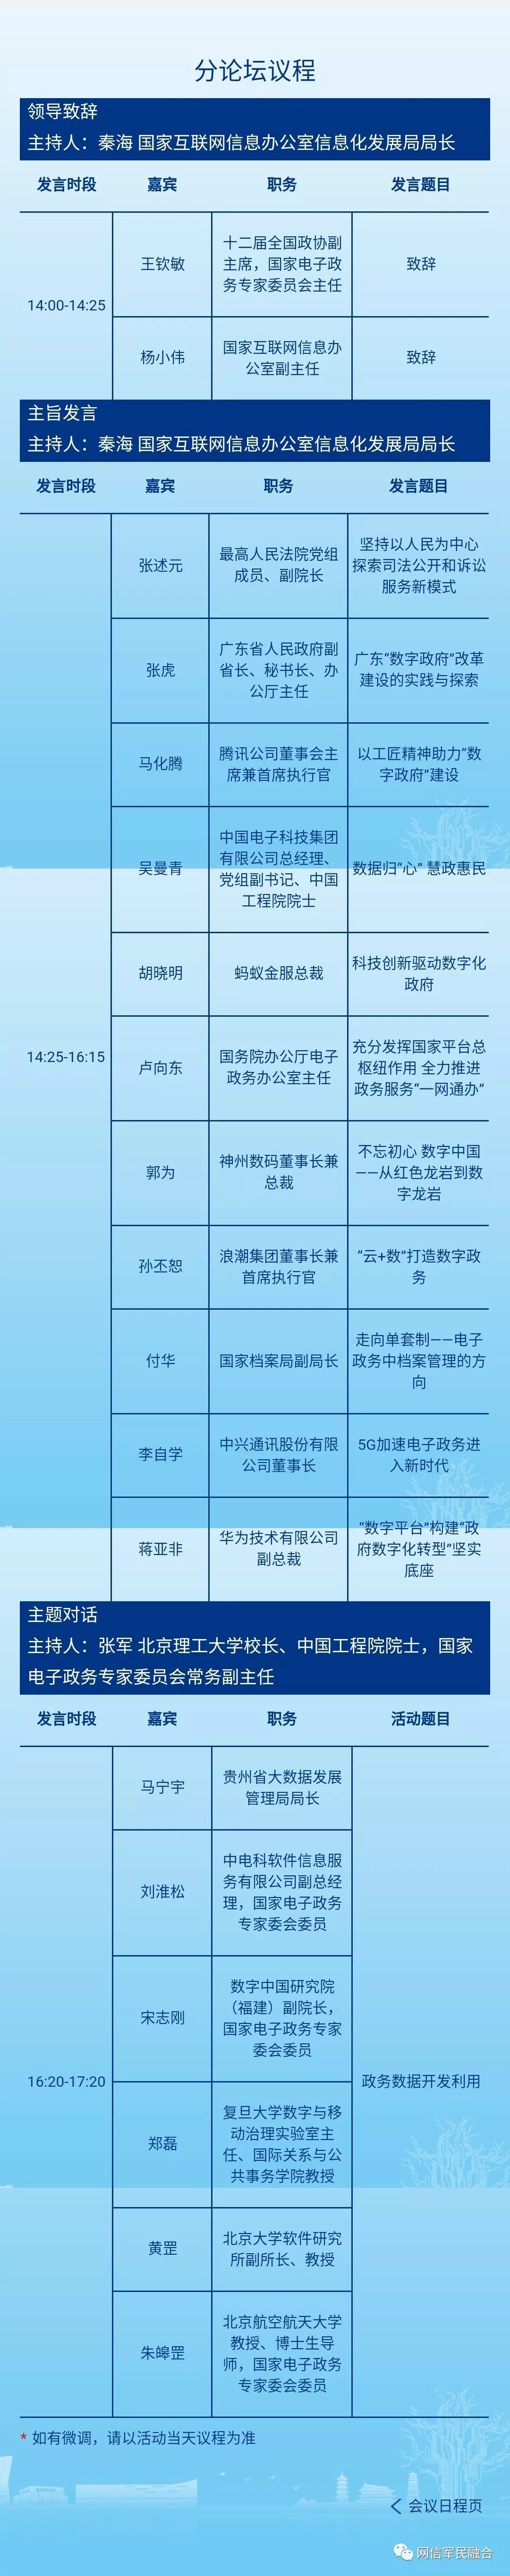 分论坛议程
领导致辞
主持人：秦海 国家互联网信息办公室信息化发展局局长
发言时段 嘉宾 职务 发言题目
14:00-14:25
王钦敏
十二届全国政协副
主席，国家电子政
务专家委员会主任
致辞
杨小伟
国家互联网信息办
公室副主任
致辞
主旨发言
主持人：秦海 国家互联网信息办公室信息化发展局局长
发言时段 嘉宾 职务 发言题目
14:25-16:15
张述元
最高人民法院党组
成员、副院长
坚持以人民为中心
探索司法公开和诉讼
服务新模式
张虎
广东省人民政府副
省长、秘书长、办
公厅主任
广东“数字政府”改革
建设的实践与探索
马化腾
腾讯公司董事会主
席兼首席执行官
以工匠精神助力“数
字政府”建设
吴曼青
中国电子科技集团
有限公司总经理、
党组副书记、中国
工程院院士
数据归“心” 慧政惠民
胡晓明
蚂蚁金服总裁
科技创新驱动数字化
政府
卢向东
国务院办公厅电子
政务办公室主任
充分发挥国家平台总
枢纽作用 全力推进
政务服务“一网通办”
郭为
神州数码董事长兼
总裁
不忘初心 数字中国
——从红色龙岩到数
字龙岩
孙丕恕
浪潮集团董事长兼
首席执行官
“云+数”打造数字政
务
付华
国家档案局副局长
走向单套制——电子
政务中档案管理的方
向
李自学
中兴通讯股份有限
公司董事长
5G加速电子政务进
入新时代
蒋亚非
华为技术有限公司
副总裁
“数字平台”构建“政
府数字化转型”坚实
底座
主题对话
主持人：张军 北京理工大学校长、中国工程院院士，国家
电子政务专家委员会常务副主任
发言时段 嘉宾 职务 活动题目
16:20-17:20
马宁宇
贵州省大数据发展
管理局局长
刘淮松
中电科软件信息服
务有限公司副总经
理，国家电子政务
专家委会委员
宋志刚
数字中国研究院
（福建）副院长，
国家电子政务专家
委会委员
政务数据开发利用
郑磊
复旦大学数字与移
动治理实验室主
任、国际关系与公
共事务学院教授
黄罡
北京大学软件研究
所副所长、教授
朱皞罡
北京航空航天大学
教授、博士生导
师，国家电子政务
专家委会委员
* 如有微调，请以活动当天议程为准
< 会议日程页
网信军民融合